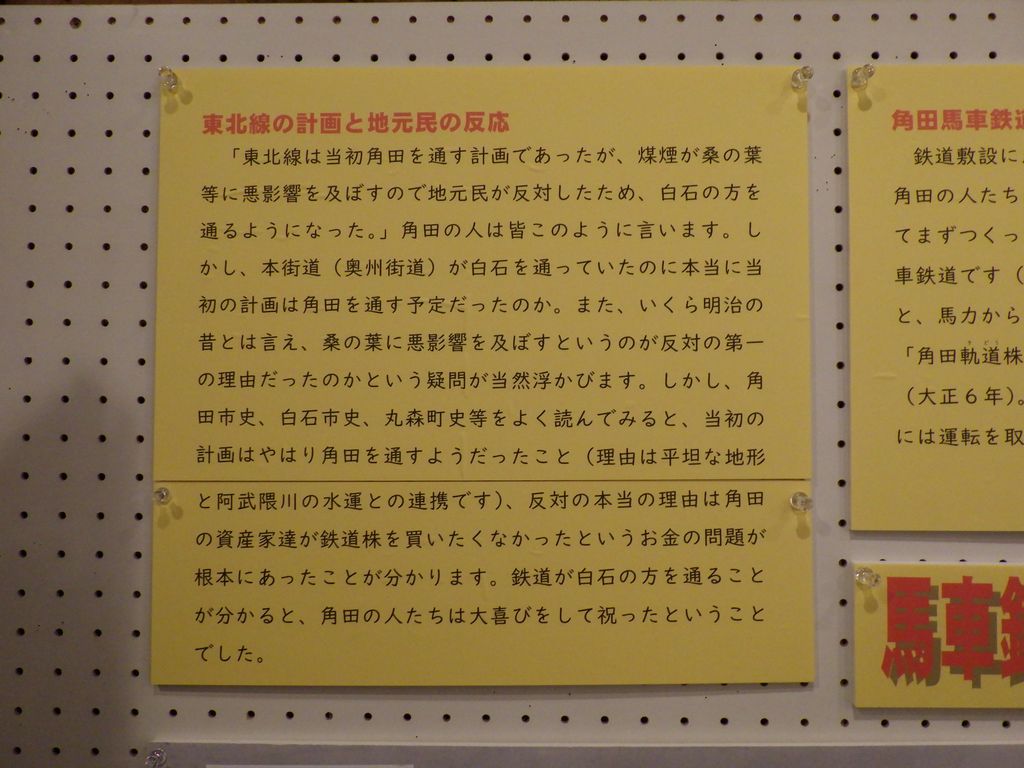 東北線の計画と地元民の反応
「東北線は当初角田を通す計画であったが、煤煙が桑の葉
等に悪影響を及ぼすので地元民が反対したため、白石の方を
通るようになった。」角田の人は皆このように言います。し
かし、本街道（奥州街道）が白石を通っていたのに本当に当
初の計画は角田を通す予定だったのか。また、いくら明治の
昔とは言え、桑の葉に悪影響を及ぼすというのが反対の第一
の理由だったのかという疑問が当然浮かびます。しかし、角
田市史、白石市史、丸森町史等をよく読んでみると、当初の
計画はやはり角田を通すようだったこと（理由は平坦な地形
と阿武隈川の水運との連携です）、反対の本当の理由は角田
の資産家達が鉄道株を買いたくなかったというお金の問題が
根本にあったことが分かります。鉄道が白石の方を通ること
が分かると、角田の人たちは大喜びをして祝ったということ
でした。
角田馬車鉄道
鉄道敷設に
角田の人たち
てまずつくっ
車鉄道です（
と、馬力から
「角田軌道株
（大正６年）。
には運転を取
馬車鉄